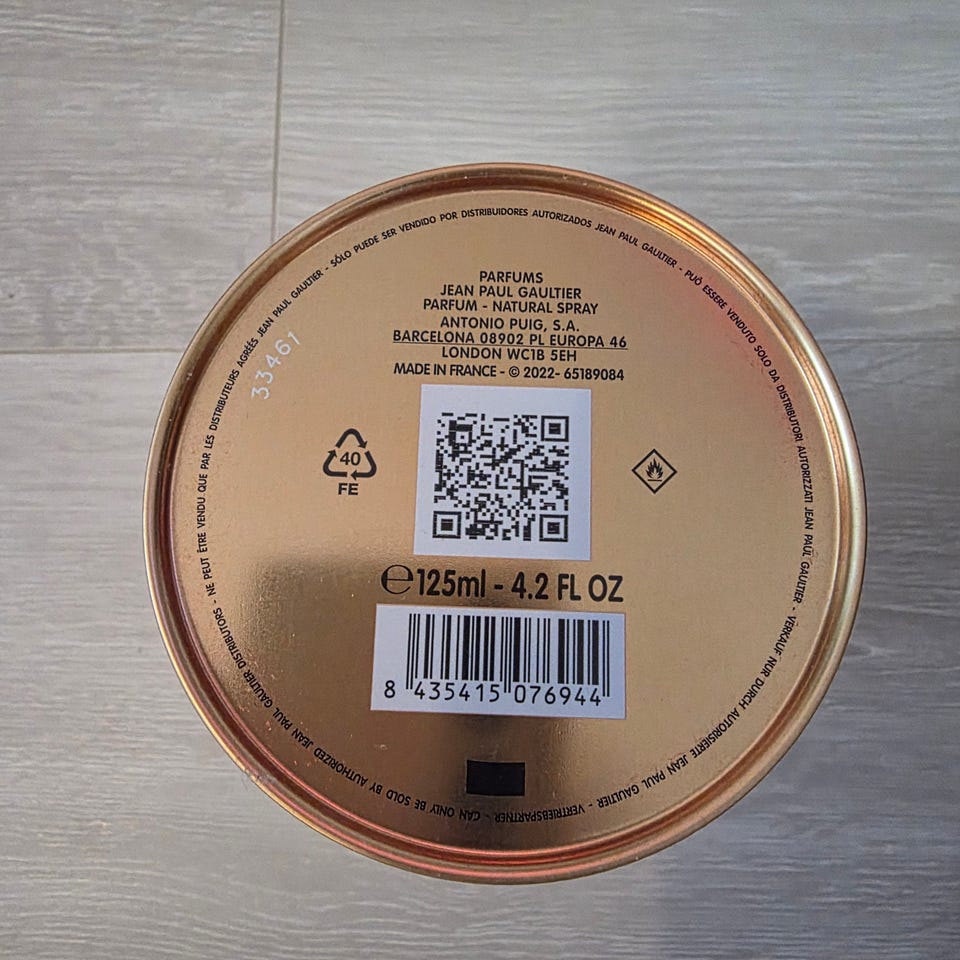 PARFUMS
JEAN PAUL GAULTIER
PARFUM - NATURAL SPRAY
ANTONIO PUIG, S.A.
BARCELONA 08902 PL EUROPA 46
LONDON WC1B 5EH
MADE IN FRANCE - © 2022- 65189084
33461
40
FE
℮125ml - 4.2 FL OZ
8 435415 076944
NE PEUT ÊTRE VENDU QUE PAR LES DISTRIBUTEURS AGRÉÉS JEAN PAUL GAULTIER - SÓLO PUEDE SER VENDIDO POR DISTRIBUIDORES AUTORIZADOS JEAN PAUL GAULTIER - PUÒ ESSERE VENDUTO SOLO DA DISTRIBUTORI AUTORIZZATI JEAN PAUL GAULTIER - VERKAUF NUR DURCH AUTORISIERTE JEAN PAUL GAULTIER - VERTRIEBSPARTNER - CAN ONLY BE SOLD BY AUTHORIZED JEAN PAUL GAULTIER DISTRIBUTORS -